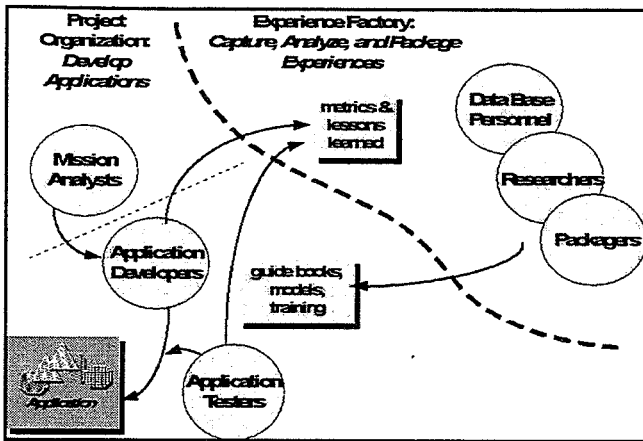 Project
Organization:
Develop
Applications
Experience Factory:
Capture, Analyze, and Package
Experiences
metrics &
lessons
learned
Data Base
Personnel
Researchers
Packagers
Mission
Analysts
Application
Developers
guide books,
models,
training
Application
Application
Testers